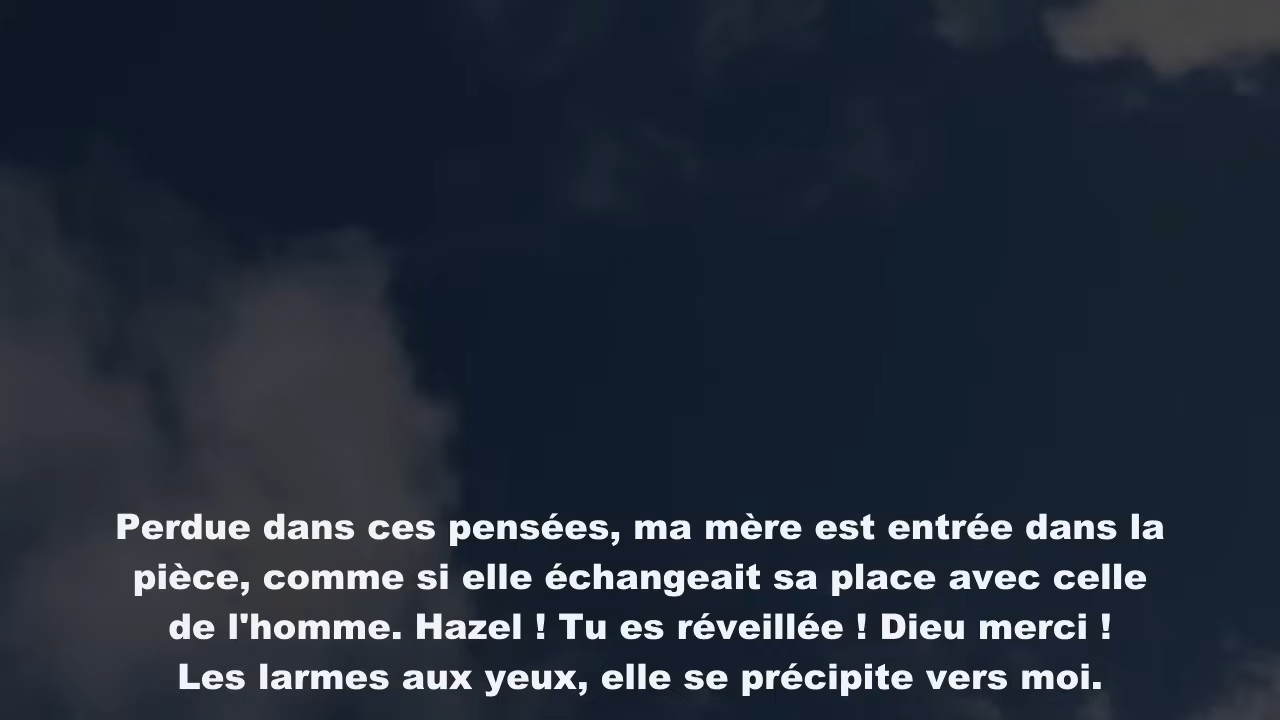 Perdue dans ces pensées, ma mère est entrée dans la
pièce, comme si elle échangeait sa place avec celle
de l'homme. Hazel ! Tu es réveillée ! Dieu merci !
Les larmes aux yeux, elle se précipite vers moi.